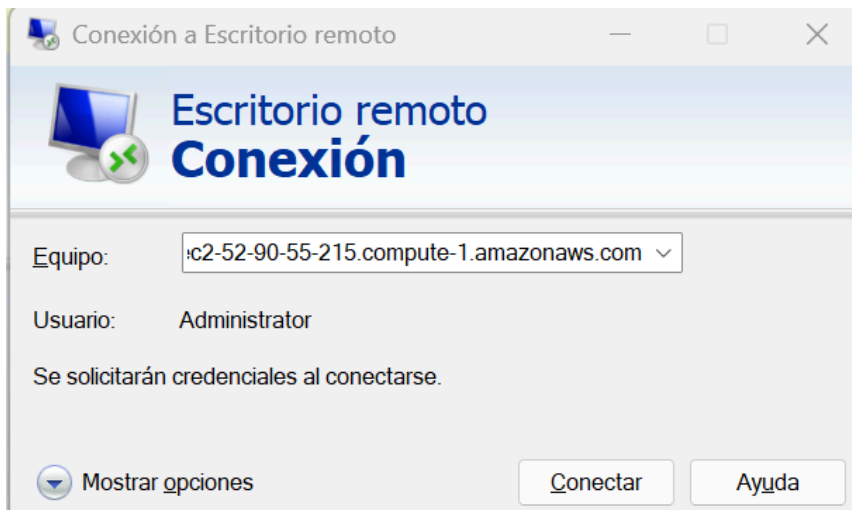 Conexión a Escritorio remoto
Escritorio remoto
Conexión
Equipo: c2-52-90-55-215.compute-1.amazonaws.com
Usuario: Administrator
Se solicitarán credenciales al conectarse.
Mostrar opciones Conectar Ayuda